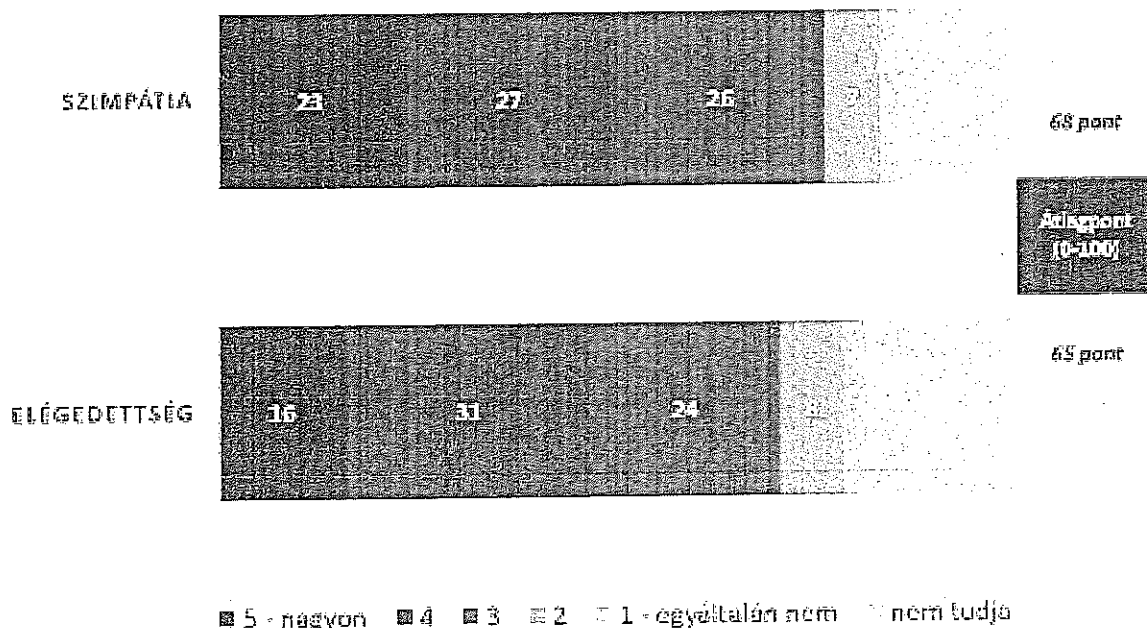 SZIMPÁTIA
23 27 26 7
68 pont
Átlagpont
(0-100)
65 pont
ELÉGEDETTSÉG
16 31 24
5 - nagyon 4 3 2 1 - egyáltalán nem nem tudja